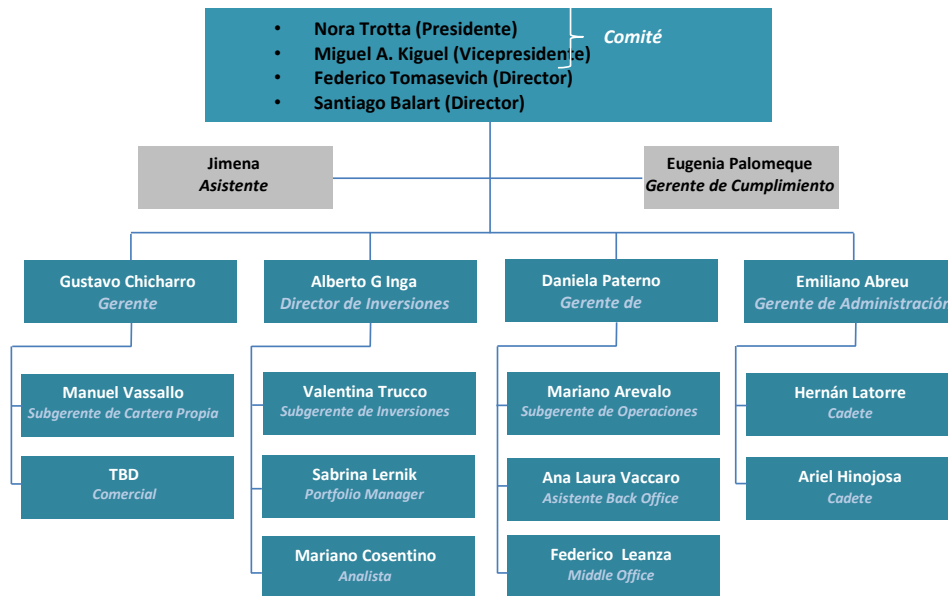 • Nora Trotta (Presidente)
Comité
• Miguel A. Kiguel (Vicepresidente)
• Federico Tomasevich (Director)
• Santiago Balart (Director)
Jimena
Asistente
Eugenia Palomeque
Gerente de Cumplimiento
Gustavo Chicharro
Gerente
Alberto G Inga
Director de Inversiones
Daniela Paterno
Gerente de
Emiliano Abreu
Gerente de Administración
Manuel Vassallo
Subgerente de Cartera Propia
Valentina Trucco
Subgerente de Inversiones
Mariano Arevalo
Subgerente de Operaciones
Hernán Latorre
Cadete
TBD
Comercial
Sabrina Lernik
Portfolio Manager
Ana Laura Vaccaro
Asistente Back Office
Ariel Hinojosa
Cadete
Mariano Cosentino
Analista
Federico Leanza
Middle Office